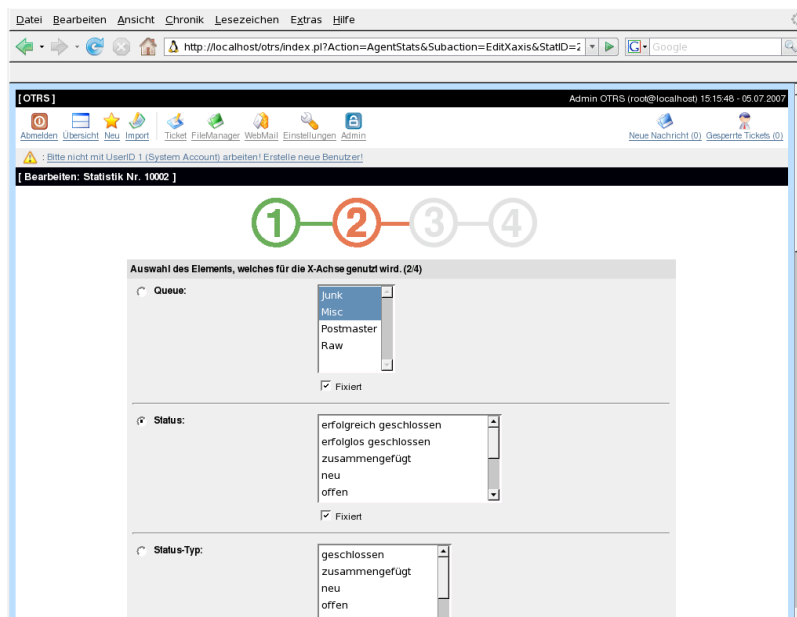 Datei Bearbeiten Ansicht Chronik Lesezeichen Extras Hilfe
http://localhost/otrs/index.pl?Action=AgentStats&Subaction=EditXaxis&StatID=2
G Google
[ OTRS ] Admin OTRS (root@localhost) 15:15:48 - 05.07.2007
Abmelden Übersicht Neu Import Ticket FileManager WebMail Einstellungen Admin Neue Nachricht (0) Gesperrte Tickets (0)
: Bitte nicht mit UserID 1 (System Account) arbeiten! Erstelle neue Benutzer!
[ Bearbeiten: Statistik Nr. 10002 ]
1 2 3 4
Auswahl des Elements, welches für die X-Achse genutzt wird. (2/4)
Queue:
Junk
Misc
Postmaster
Raw
Fixiert
Status:
erfolgreich geschlossen
erfolglos geschlossen
zusammengefügt
neu
offen
Fixiert
Status-Typ:
geschlossen
zusammengefügt
neu
offen